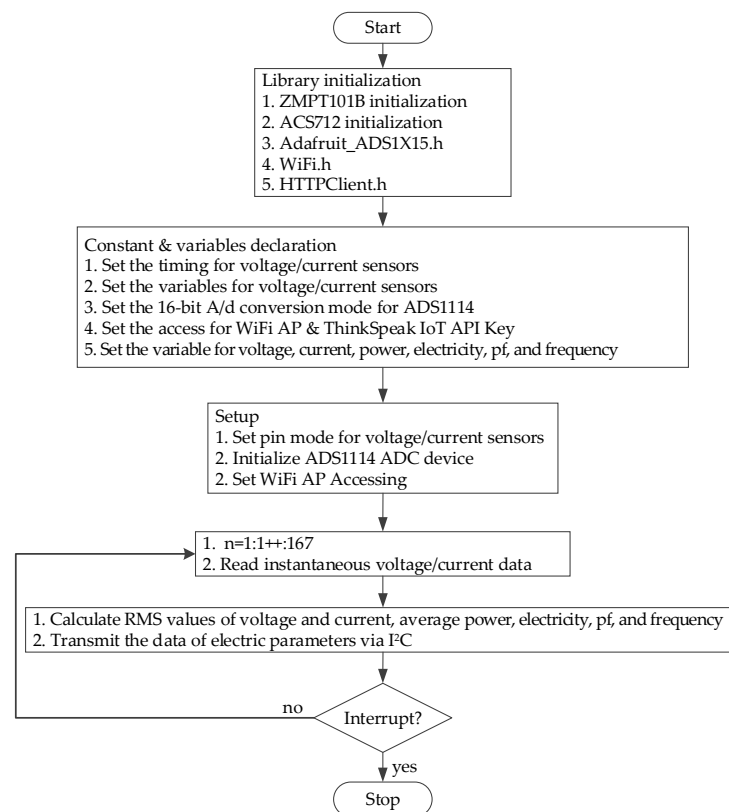 Start
Library initialization
1. ZMPT101B initialization
2. ACS712 initialization
3. Adafruit_ADS1X15.h
4. WiFi.h
5. HTTPClient.h
Constant & variables declaration
1. Set the timing for voltage/current sensors
2. Set the variables for voltage/current sensors
3. Set the 16-bit A/d conversion mode for ADS1114
4. Set the access for WiFi AP & ThinkSpeak IoT API Key
5. Set the variable for voltage, current, power, electricity, pf, and frequency
Setup
1. Set pin mode for voltage/current sensors
2. Initialize ADS1114 ADC device
2. Set WiFi AP Accessing
1. n=1:1++:167
2. Read instantaneous voltage/current data
1. Calculate RMS values of voltage and current, average power, electricity, pf, and frequency
2. Transmit the data of electric parameters via I²C
no
Interrupt?
yes
Stop